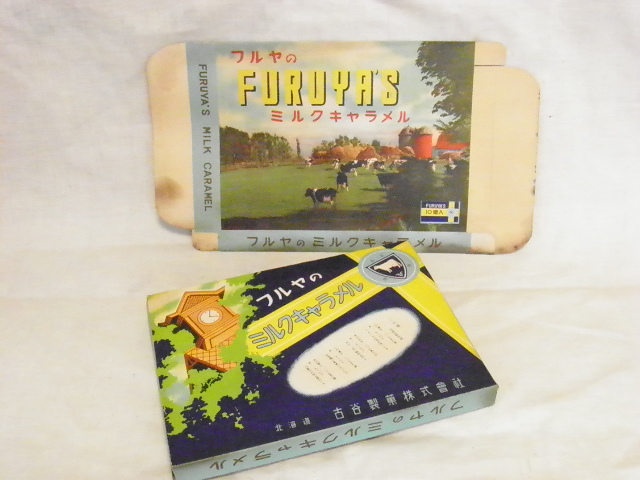 フルヤの
FURUYA'S
ミルクキャラメル
FURUYA'S MILK CARAMEL
FURUYA'S
10個入
フルヤのミルクキャラメル
フルヤの
ミルクキャラメル
北海道 古谷製菓株式會社
フルヤのミルクキャラメル